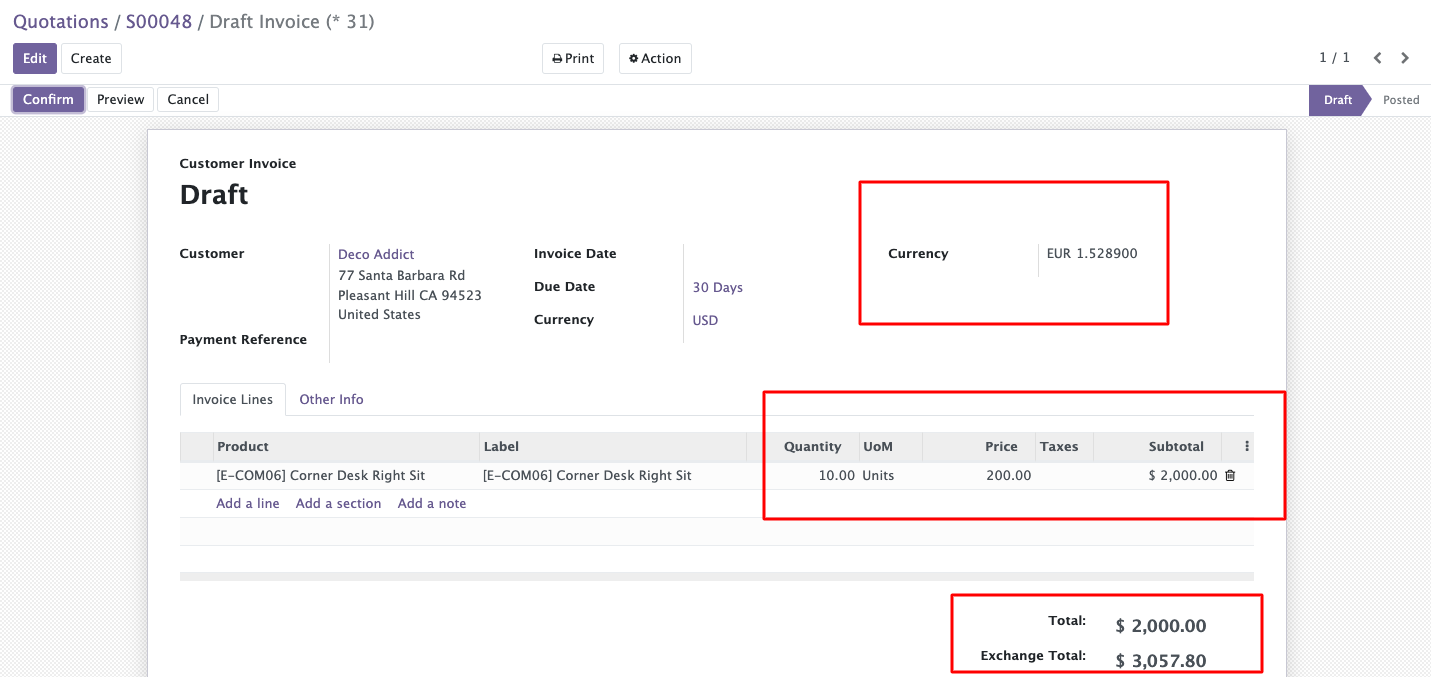 Quotations / S00048 / Draft Invoice (* 31)
Edit Create Print Action 1 / 1
Confirm Preview Cancel Draft Posted
Customer Invoice
Draft
Customer Deco Addict Invoice Date Currency EUR 1.528900
77 Santa Barbara Rd
Due Date 30 Days
Pleasant Hill CA 94523
United States
Currency USD
Payment Reference
Invoice Lines Other Info
Product Label Quantity UoM Price Taxes Subtotal
[E-COM06] Corner Desk Right Sit [E-COM06] Corner Desk Right Sit 10.00 Units 200.00 $ 2,000.00
Add a line Add a section Add a note
Total: $ 2,000.00
Exchange Total: $ 3,057.80